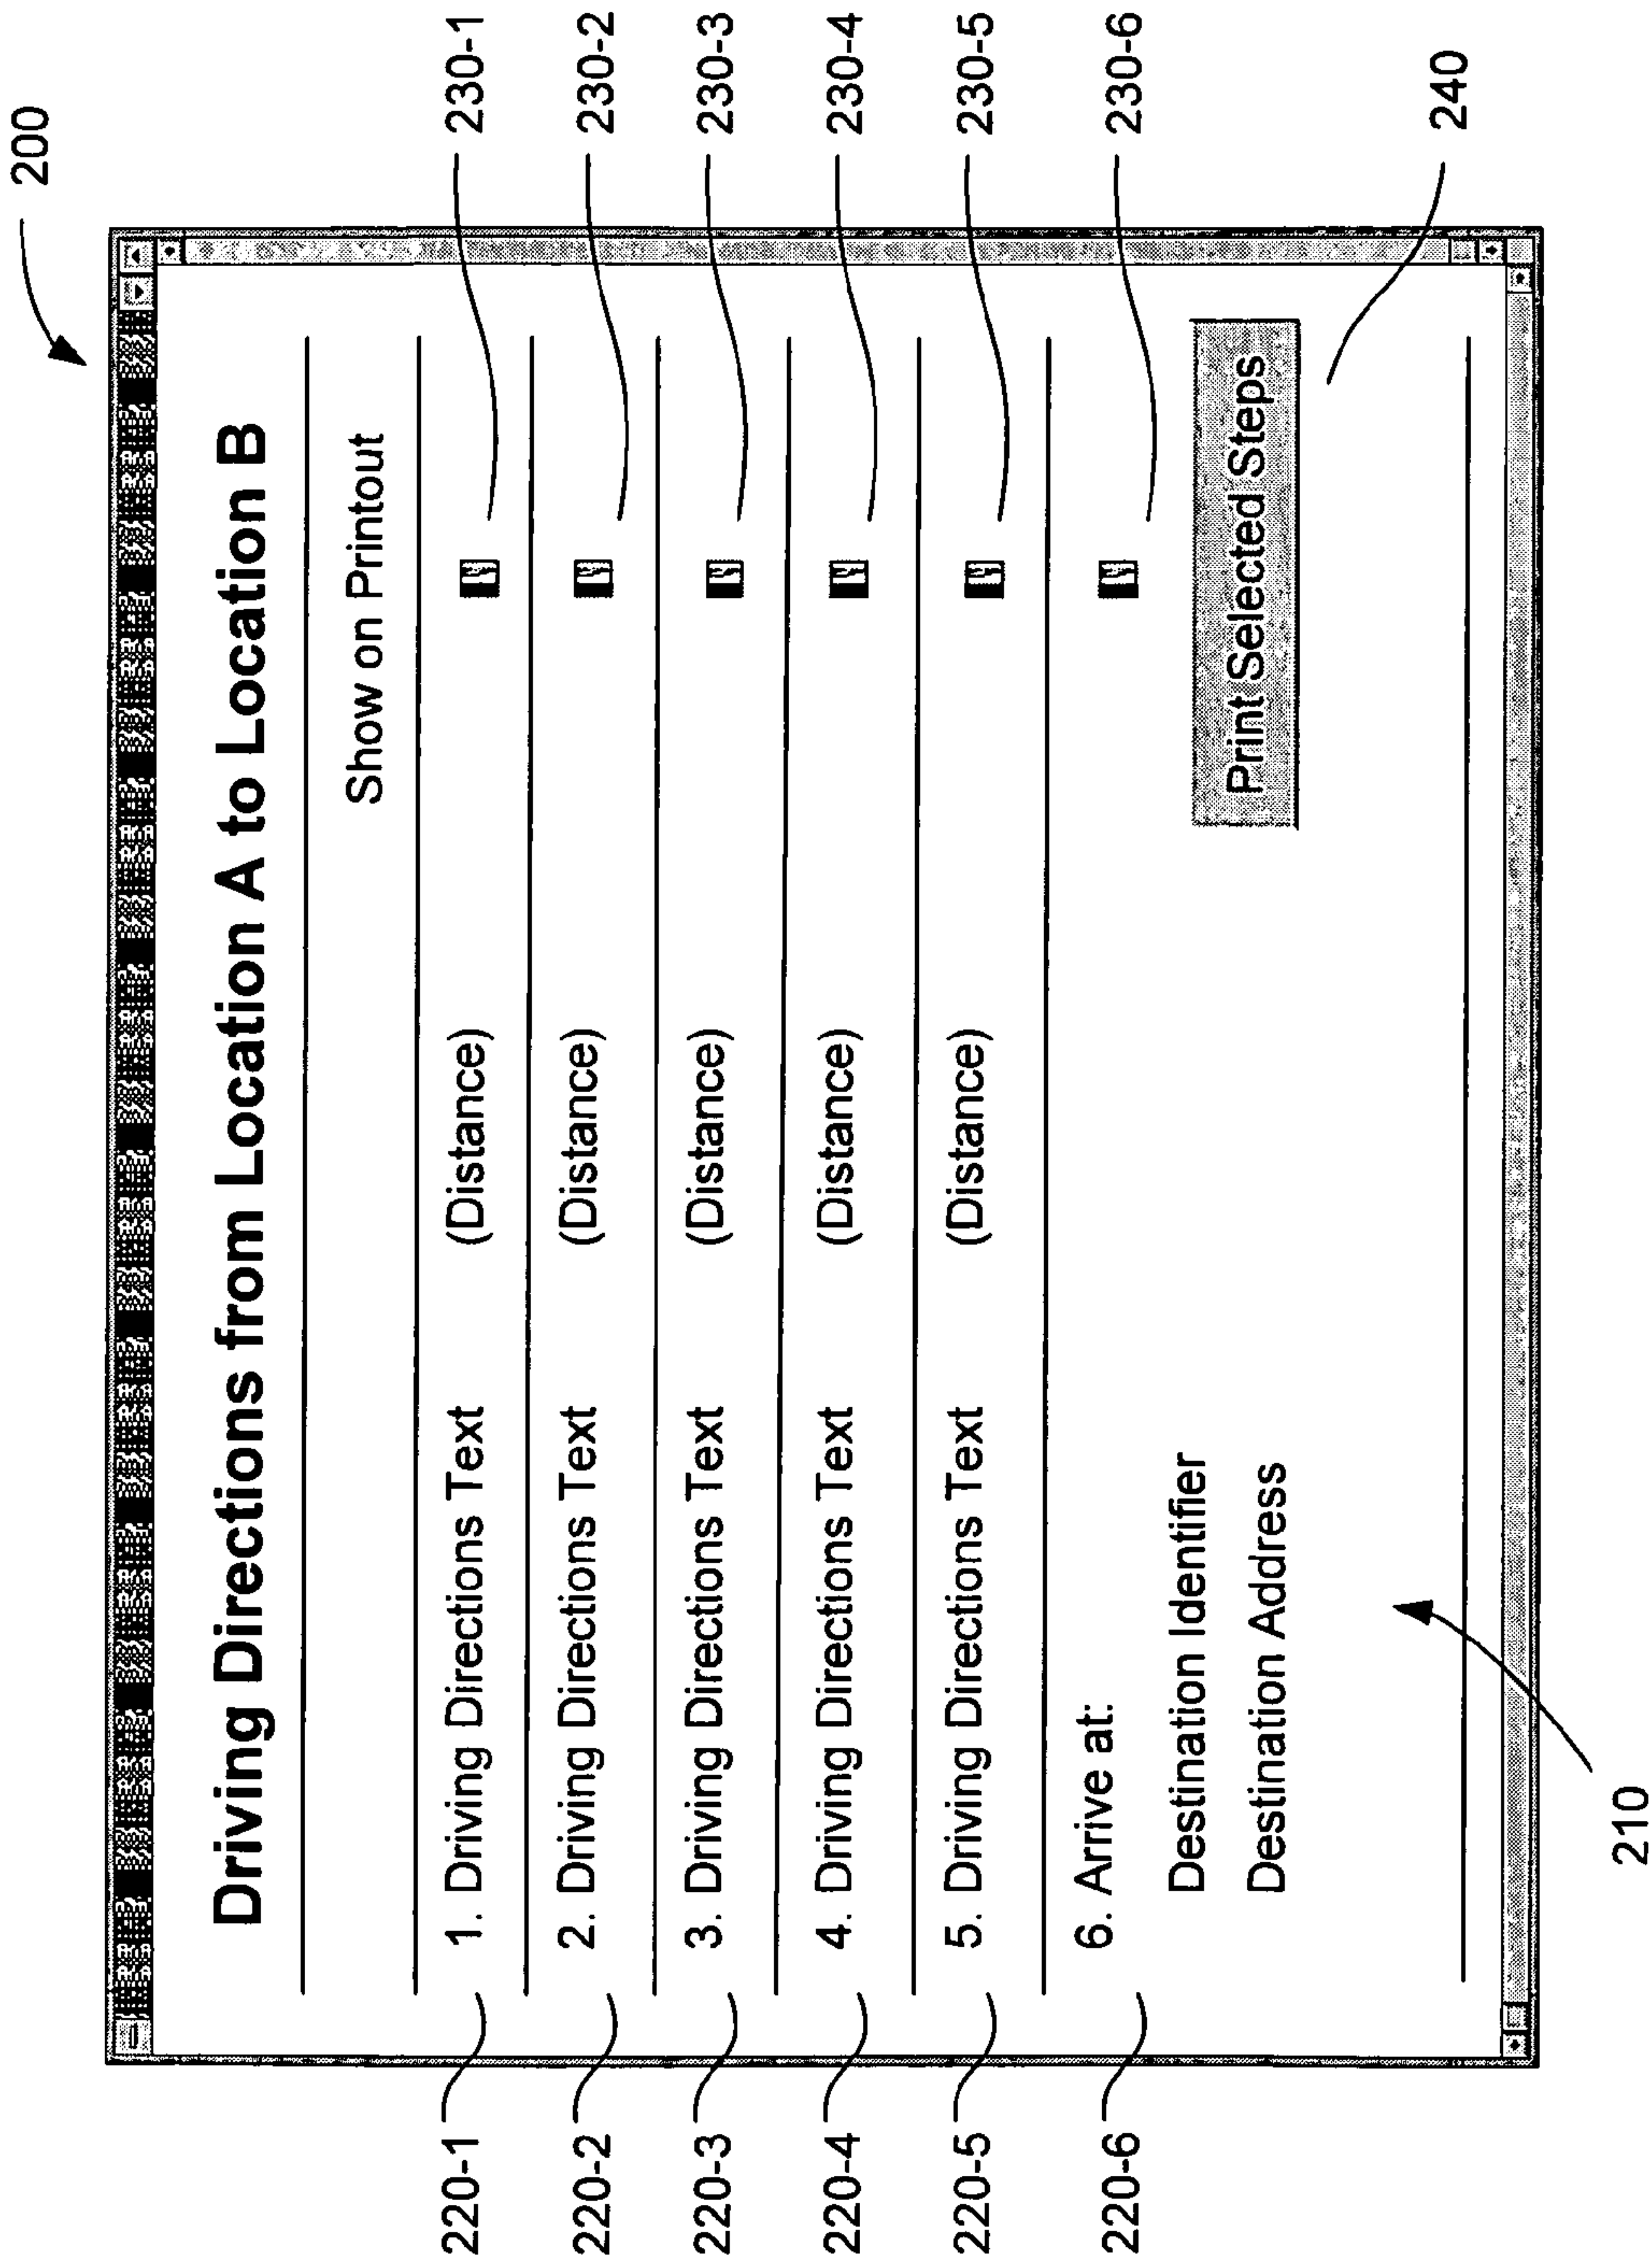 200
Driving Directions from Location A to Location B
Show on Printout
220-1 1. Driving Directions Text (Distance) 230-1
220-2 2. Driving Directions Text (Distance) 230-2
220-3 3. Driving Directions Text (Distance) 230-3
220-4 4. Driving Directions Text (Distance) 230-4
220-5 5. Driving Directions Text (Distance) 230-5
220-6 6. Arrive at: 230-6
Destination Identifier
Print Selected Steps
Destination Address
240
210